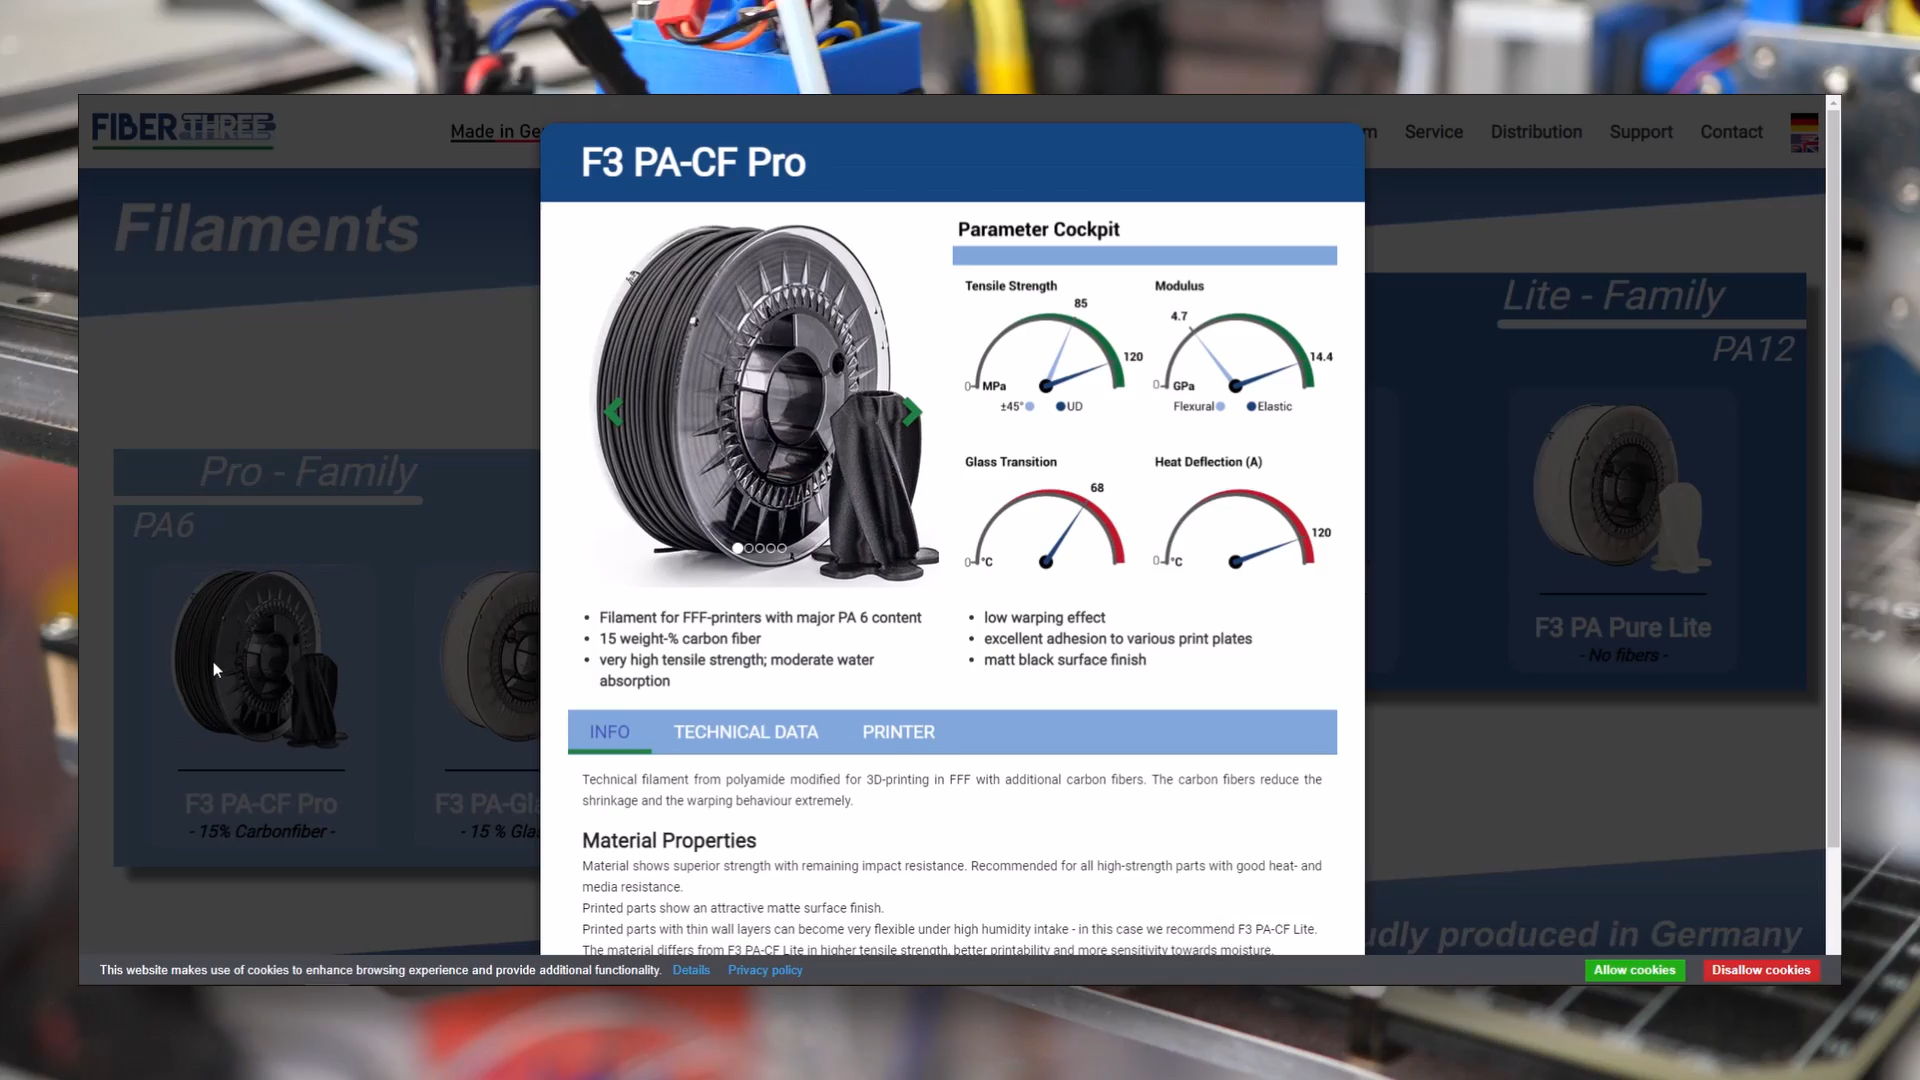 FIBERTHREE
Made in Ge
m
Service
Distribution
Support
Contact
Filaments
Pro - Family
PA6
F3 PA-CF Pro
- 15% Carbonfiber -
F3 PA-Gla
- 15 % Glas
F3 PA-CF Pro
Parameter Cockpit
Tensile Strength
85
120
0
MPa
±45°
UD
Modulus
4.7
14.4
0
GPa
Flexural
Elastic
Glass Transition
68
0
°C
Heat Deflection (A)
120
0
°C
• Filament for FFF-printers with major PA 6 content
• 15 weight-% carbon fiber
• very high tensile strength; moderate water
absorption
• low warping effect
• excellent adhesion to various print plates
• matt black surface finish
INFO
TECHNICAL DATA
PRINTER
Technical filament from polyamide modified for 3D-printing in FFF with additional carbon fibers. The carbon fibers reduce the
shrinkage and the warping behaviour extremely.
Material Properties
Material shows superior strength with remaining impact resistance. Recommended for all high-strength parts with good heat- and
media resistance.
Printed parts show an attractive matte surface finish.
Printed parts with thin wall layers can become very flexible under high humidity intake - in this case we recommend F3 PA-CF Lite.
The material differs from F3 PA-CF Lite in higher tensile strength, better printability and more sensitivity towards moisture.
Lite - Family
PA12
F3 PA Pure Lite
- No fibers -
udly produced in Germany
This website makes use of cookies to enhance browsing experience and provide additional functionality.
Details
Privacy policy
Allow cookies
Disallow cookies